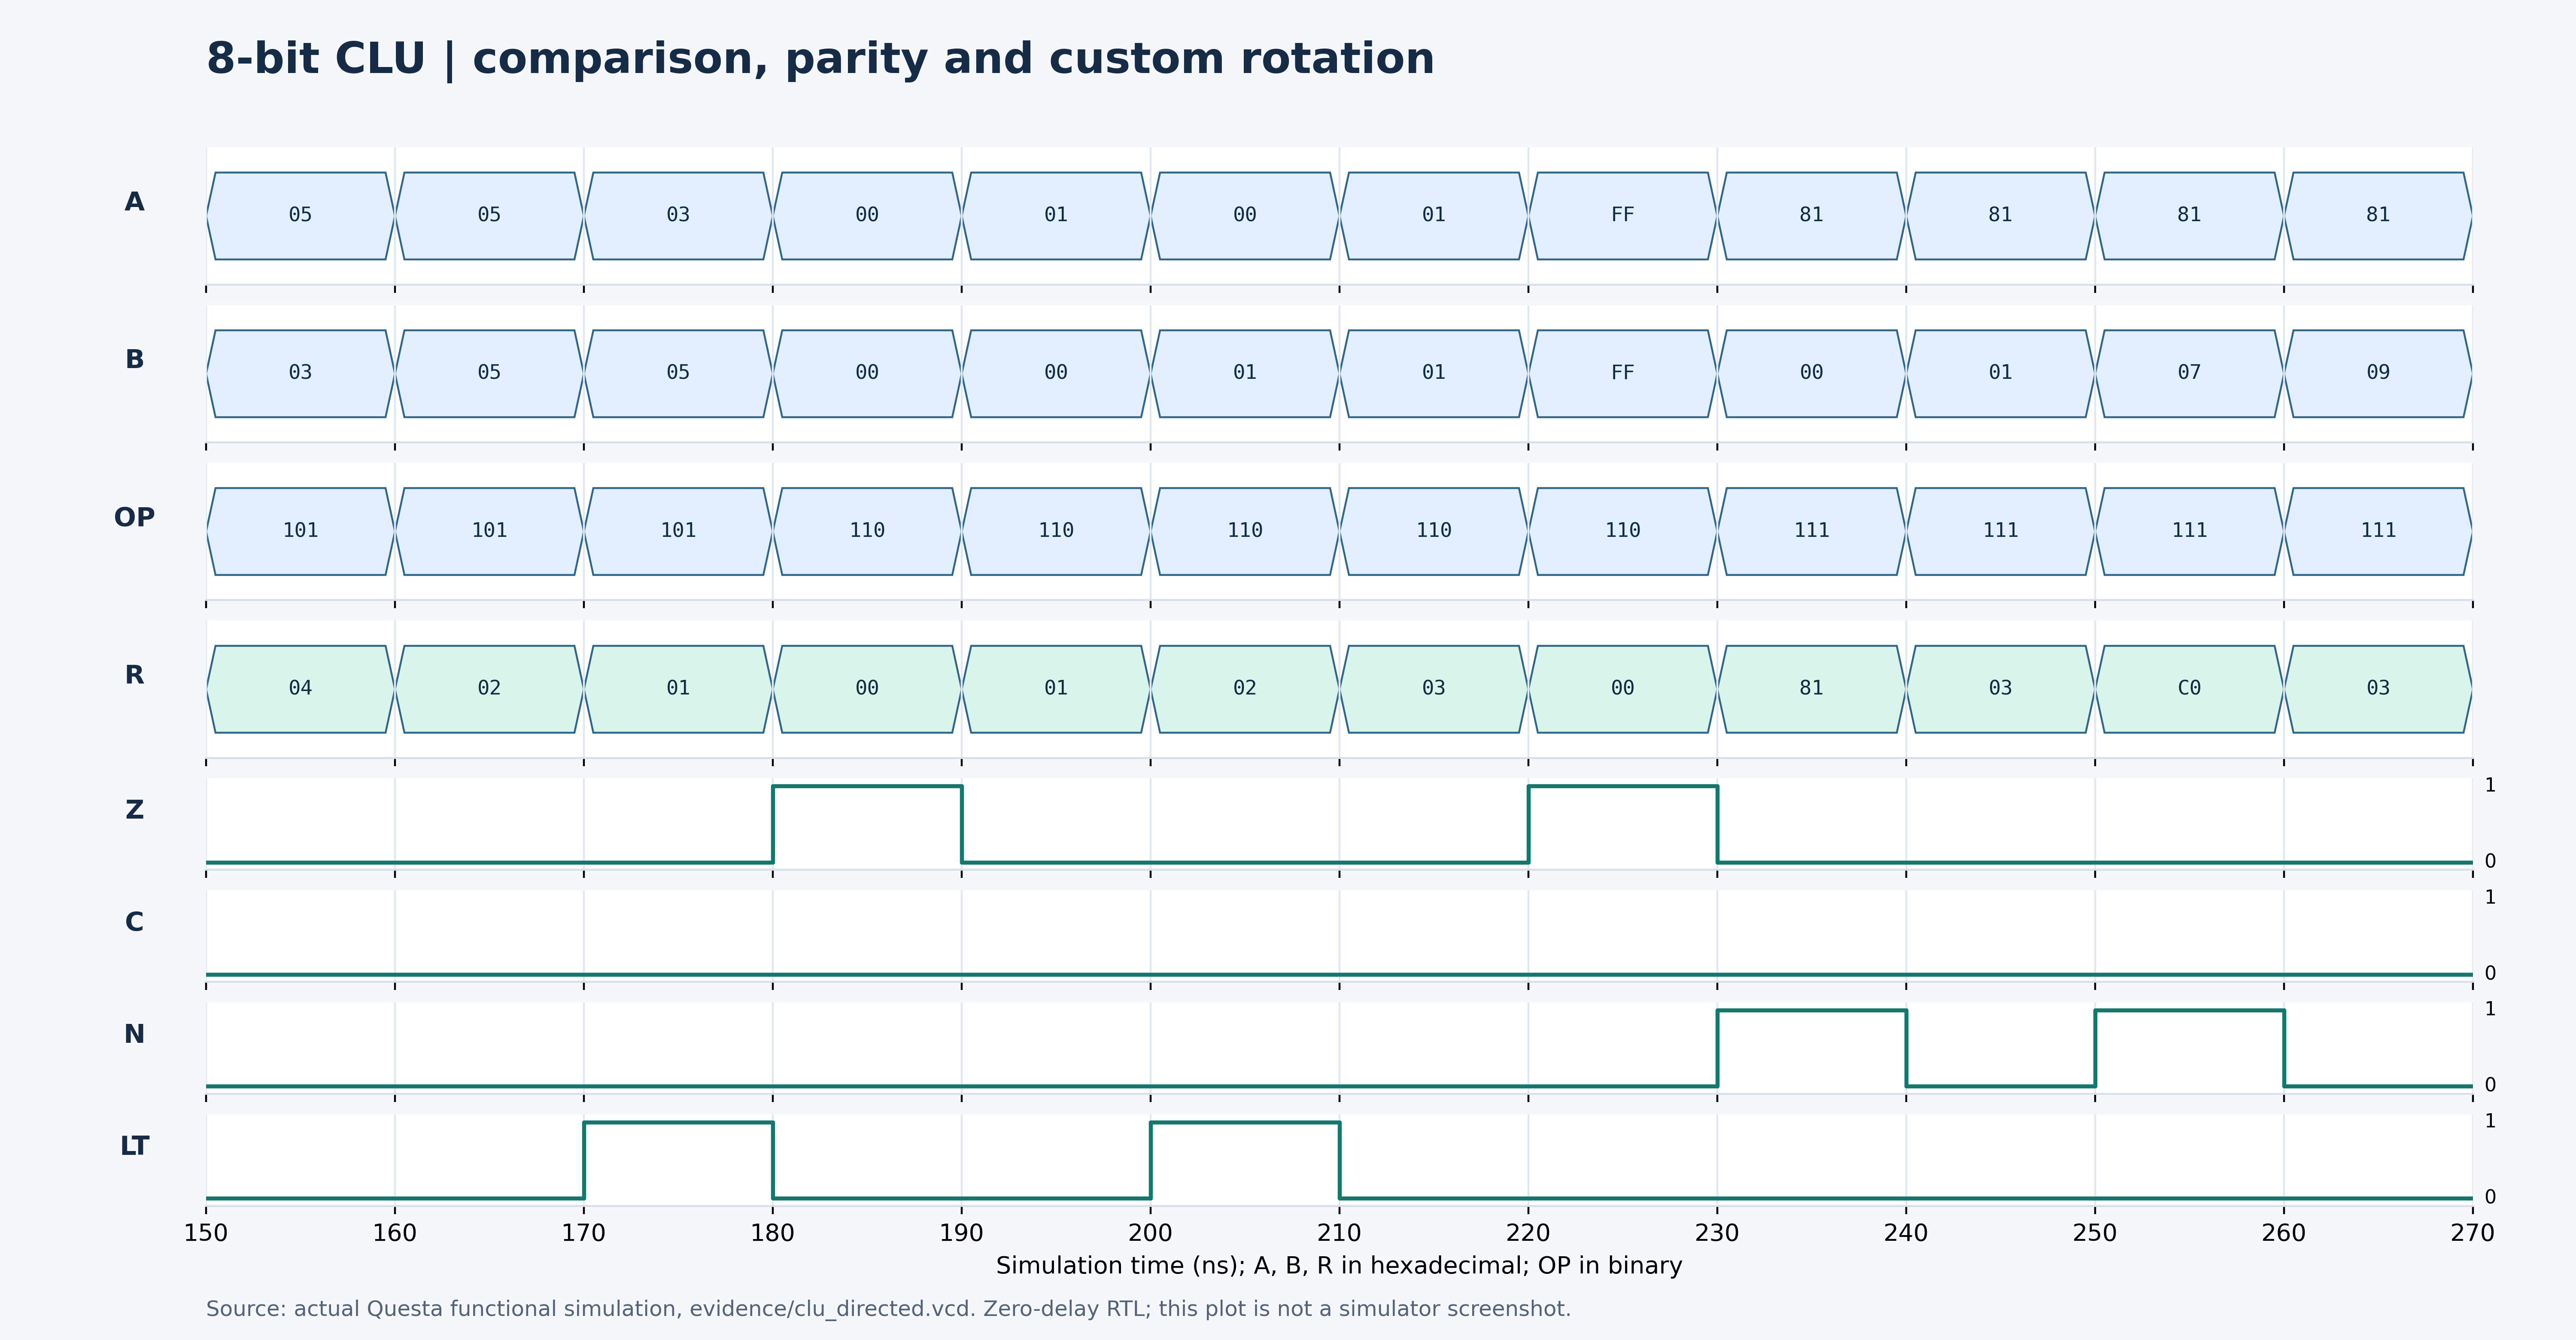 8-bit CLU | comparison, parity and custom rotation
A 05 05 03 00 01 00 01 FF 81 81 81 81
B 03 05 05 00 00 01 01 FF 00 01 07 09
OP 101 101 101 110 110 110 110 110 111 111 111 111
R 04 02 01 00 01 02 03 00 81 03 C0 03
1
Z
0
1
C
0
1
N
0
1
LT
0
150 160 170 180 190 200 210 220 230 240 250 260 270
Simulation time (ns); A, B, R in hexadecimal; OP in binary
Source: actual Questa functional simulation, evidence/clu_directed.vcd. Zero-delay RTL; this plot is not a simulator screenshot.